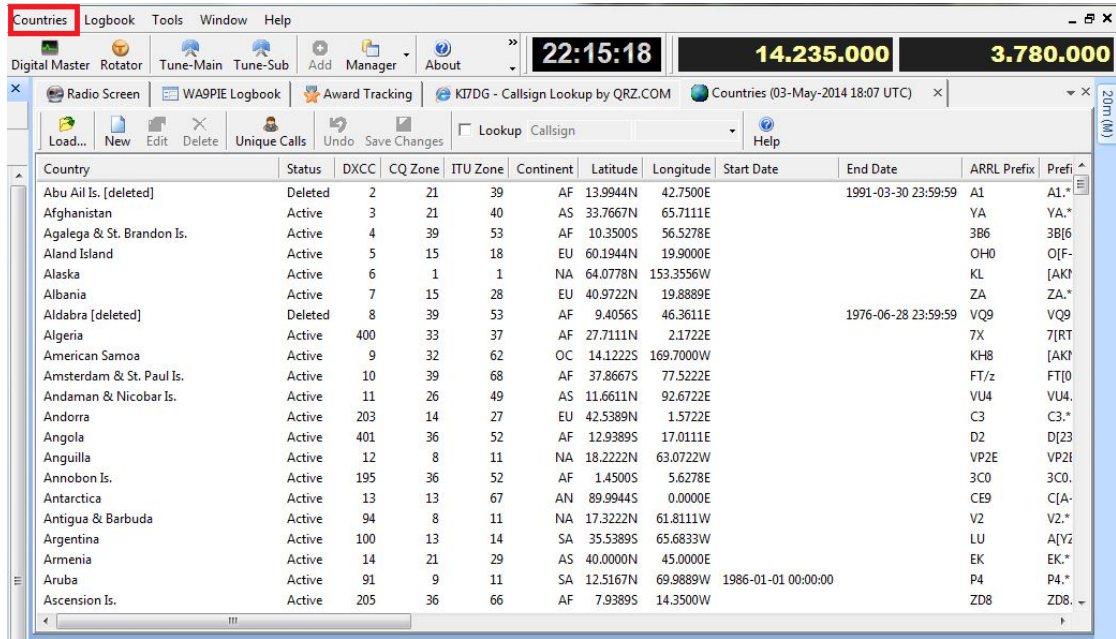 Countries Logbook Tools Window Help
Digital Master Rotator Tune-Main Tune-Sub Add Manager About » 22:15:18 14.235.000 3.780.000
Radio Screen WA9PIE Logbook Award Tracking KI7DG - Callsign Lookup by QRZ.COM Countries (03-May-2014 18:07 UTC)
20m (M)
Load... New Edit Delete Unique Calls Undo Save Changes Lookup Callsign Help
Country Status DXCC CQ Zone ITU Zone Continent Latitude Longitude Start Date End Date ARRL Prefix Prefi
Abu Ail Is. [deleted] Deleted 2 21 39 AF 13.9944N 42.7500E 1991-03-30 23:59:59 A1 A1.*
Afghanistan Active 3 21 40 AS 33.7667N 65.7111E YA YA.*
Agalega & St. Brandon Is. Active 4 39 53 AF 10.3500S 56.5278E 3B6 3B[6
Aland Island Active 5 15 18 EU 60.1944N 19.9000E OH0 O[F-
Alaska Active 6 1 1 NA 64.0778N 153.3556W KL
Albania Active 7 15 28 EU 40.9722N 19.8889E ZA ZA.*
Aldabra [deleted] Deleted 8 39 53 AF 9.4056S 46.3611E 1976-06-28 23:59:59 VQ9 VQ9
Algeria Active 400 33 37 AF 27.7111N 2.1722E 7X 7[RT
American Samoa Active 9 32 62 OC 14.1222S 169.7000W KH8
Amsterdam & St. Paul Is. Active 10 39 68 AF 37.8667S 77.5222E FT/z FT[0
Andaman & Nicobar Is. Active 11 26 49 AS 11.6611N 92.6722E VU4 VU4.
Andorra Active 203 14 27 EU 42.5389N 1.5722E C3 C3.*
Angola Active 401 36 52 AF 12.9389S 17.0111E D2 D[23
Anguilla Active 12 8 11 NA 18.2222N 63.0722W VP2E
Annobon Is. Active 195 36 52 AF 1.4500S 5.6278E 3C0 3C0.
Antarctica Active 13 13 67 AN 89.9944S 0.0000E CE9 C[A-
Antigua & Barbuda Active 94 8 11 NA 17.3222N 61.8111W V2 V2.*
Argentina Active 100 13 14 SA 35.5389S 65.6833W LU A[YZ
Armenia Active 14 21 29 AS 40.0000N 45.0000E EK EK.*
Aruba Active 91 9 11 SA 12.5167N 69.9889W 1986-01-01 00:00:00 P4 P4.*
Ascension Is. Active 205 36 66 AF 7.9389S 14.3500W ZD8 ZD8.